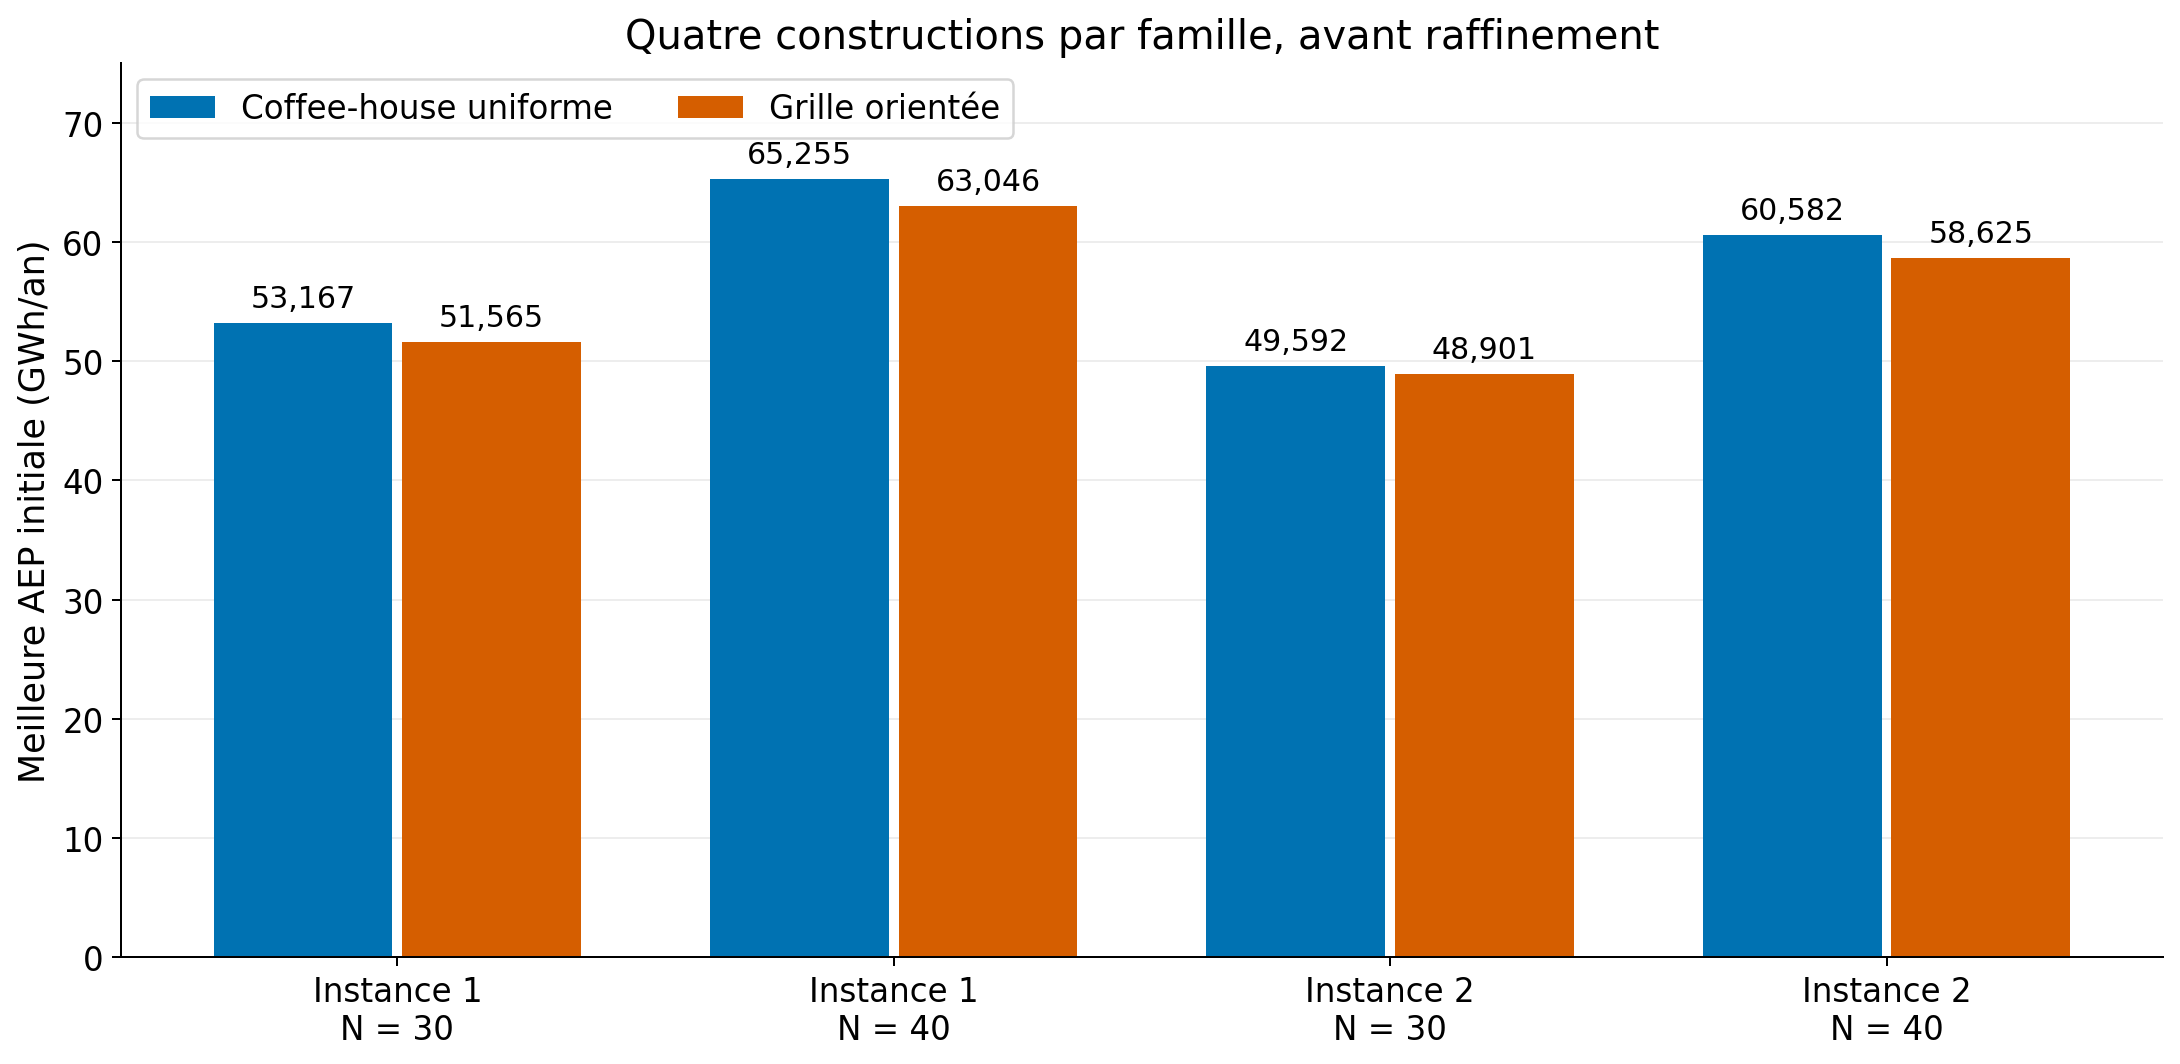 Quatre constructions par famille, avant raffinement
Coffee-house uniforme
Grille orientée
Meilleure AEP initiale (GWh/an)
70
60
50
40
30
20
10
0
53,167
51,565
65,255
63,046
49,592
48,901
60,582
58,625
Instance 1
N = 30
Instance 1
N = 40
Instance 2
N = 30
Instance 2
N = 40